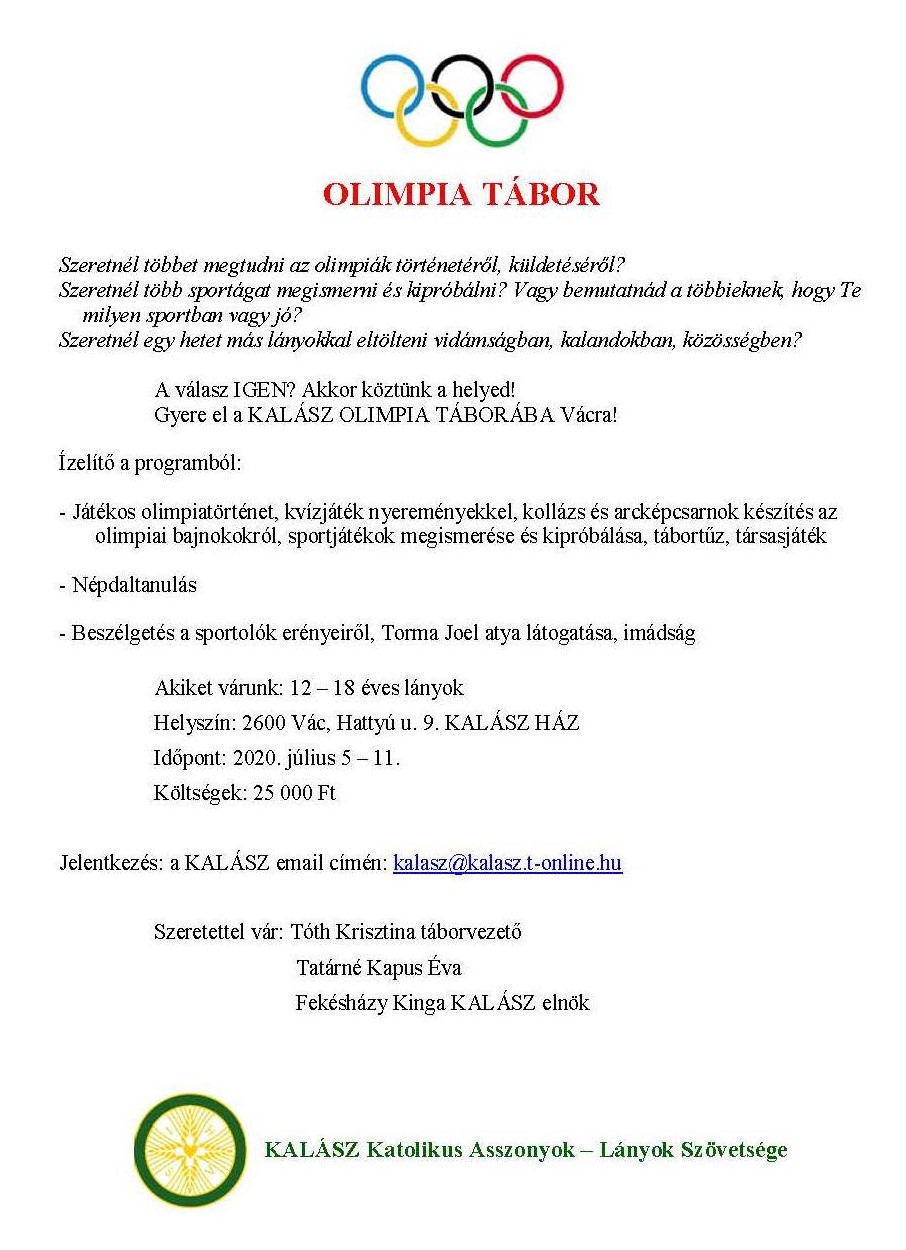 OLIMPIA TÁBOR
Szeretnél többet megtudni az olimpiák történetéről, küldetéséről?
Szeretnél több sportágat megismerni és kipróbálni? Vagy bemutatnád a többieknek, hogy Te
milyen sportban vagy jó?
Szeretnél egy hetet más lányokkal eltölteni vidámságban, kalandokban, közösségben?
A válasz IGEN? Akkor köztünk a helyed!
Gyere el a KALÁSZ OLIMPIA TÁBORÁBA Vácra!
Ízelítő a programból:
- Játékos olimpiatörténet, kvízjáték nyereményekkel, kollázs és arcképcsarnok készítés az
olimpiai bajnokokról, sportjátékok megismerése és kipróbálása, tábortűz, társasjáték
- Népdaltanulás
- Beszélgetés a sportolók erényeiről, Torma Joel atya látogatása, imádság
Akiket várunk: 12 – 18 éves lányok
Helyszín: 2600 Vác, Hattyú u. 9. KALÁSZ HÁZ
Időpont: 2020. július 5 – 11.
Költségek: 25 000 Ft
Jelentkezés: a KALÁSZ email címén: kalasz@kalasz.t-online.hu
Szeretettel vár: Tóth Krisztina táborvezető
Tatárné Kapus Éva
Fekésházy Kinga KALÁSZ elnök
KALÁSZ Katolikus Asszonyok – Lányok Szövetsége